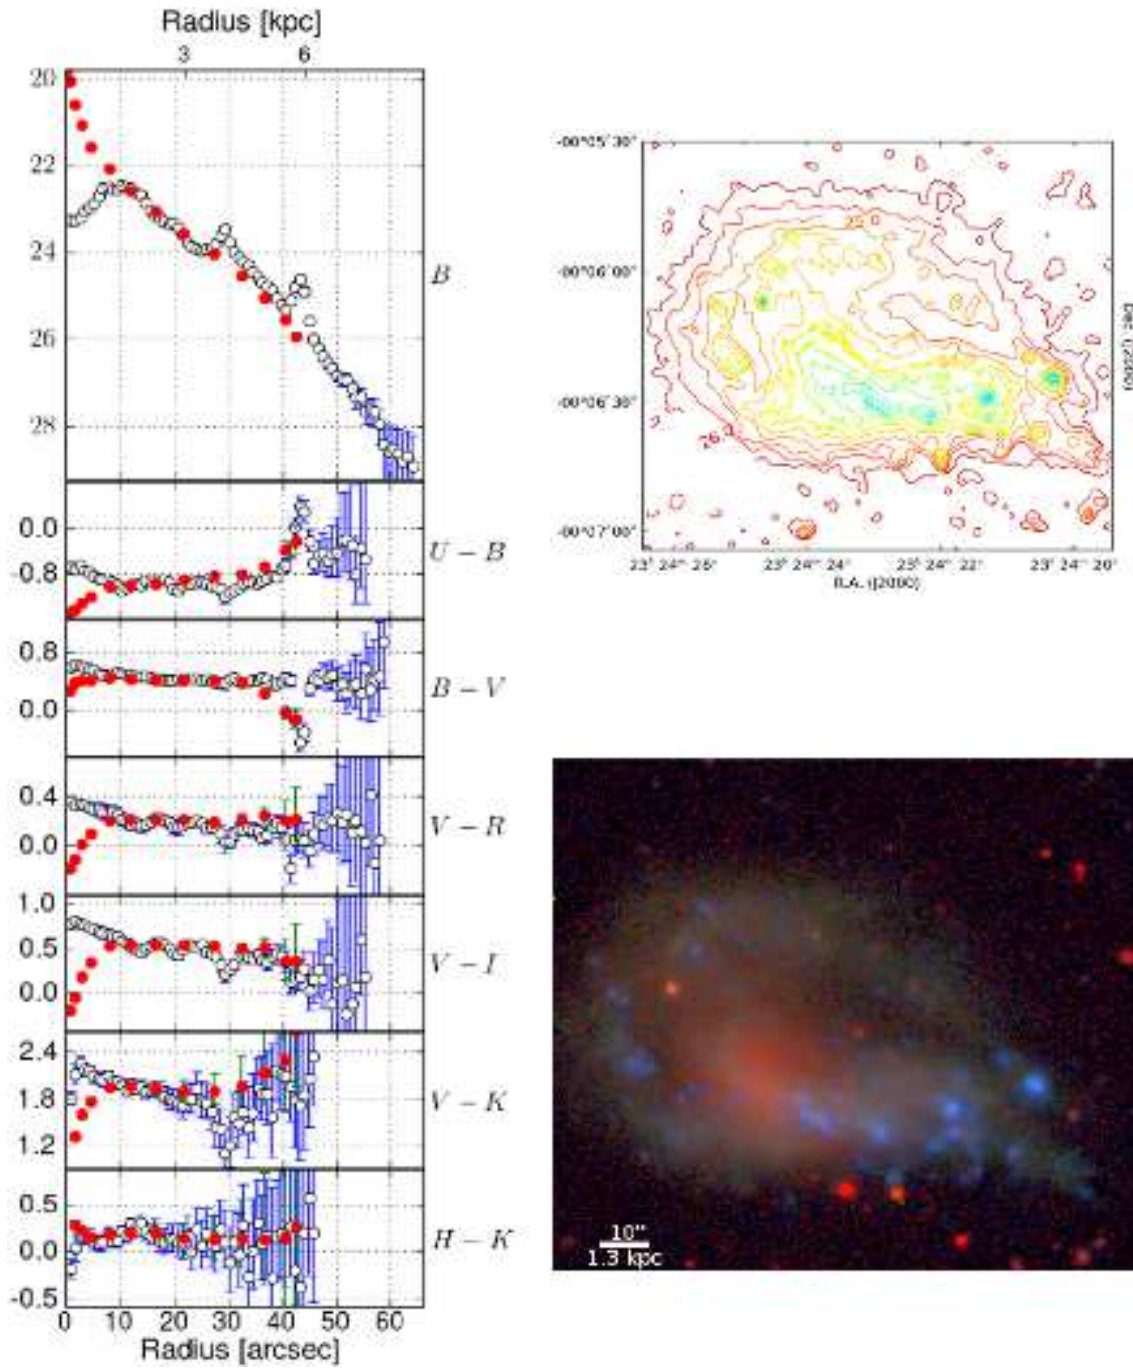 Radius [kpc]
3 6
20
22
24
26
28
B
0.0
-0.8
U − B
0.8
0.0
B − V
0.4
0.0
V − R
1.0
0.5
0.0
V − I
2.4
1.8
1.2
V − K
0.5
0.0
-0.5
H − K
0 10 20 30 40 50 60
Radius [arcsec]
-00°05'30"
-00°06'00"
-00°06'30"
-00°07'00"
25
26.0
Dec. (J2000)
23h 24m 26s 23h 24m 24s 23h 24m 22s 23h 24m 20s
R.A. (J2000)
10"
1.3 kpc